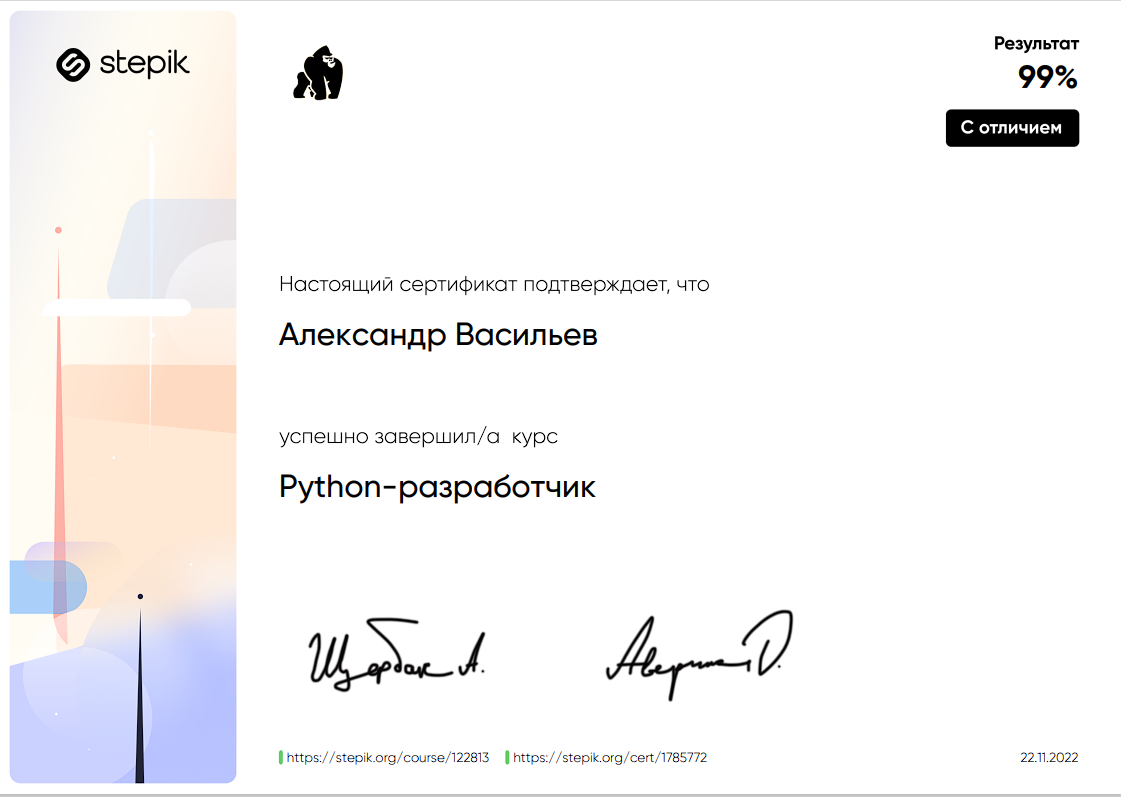 stepik
Результат
99%
С отличием
Настоящий сертификат подтверждает, что
Александр Васильев
успешно завершил/а курс
Python-разработчик
Щербак А.
Аверин Д.
https://stepik.org/course/122813 https://stepik.org/cert/1785772
22.11.2022